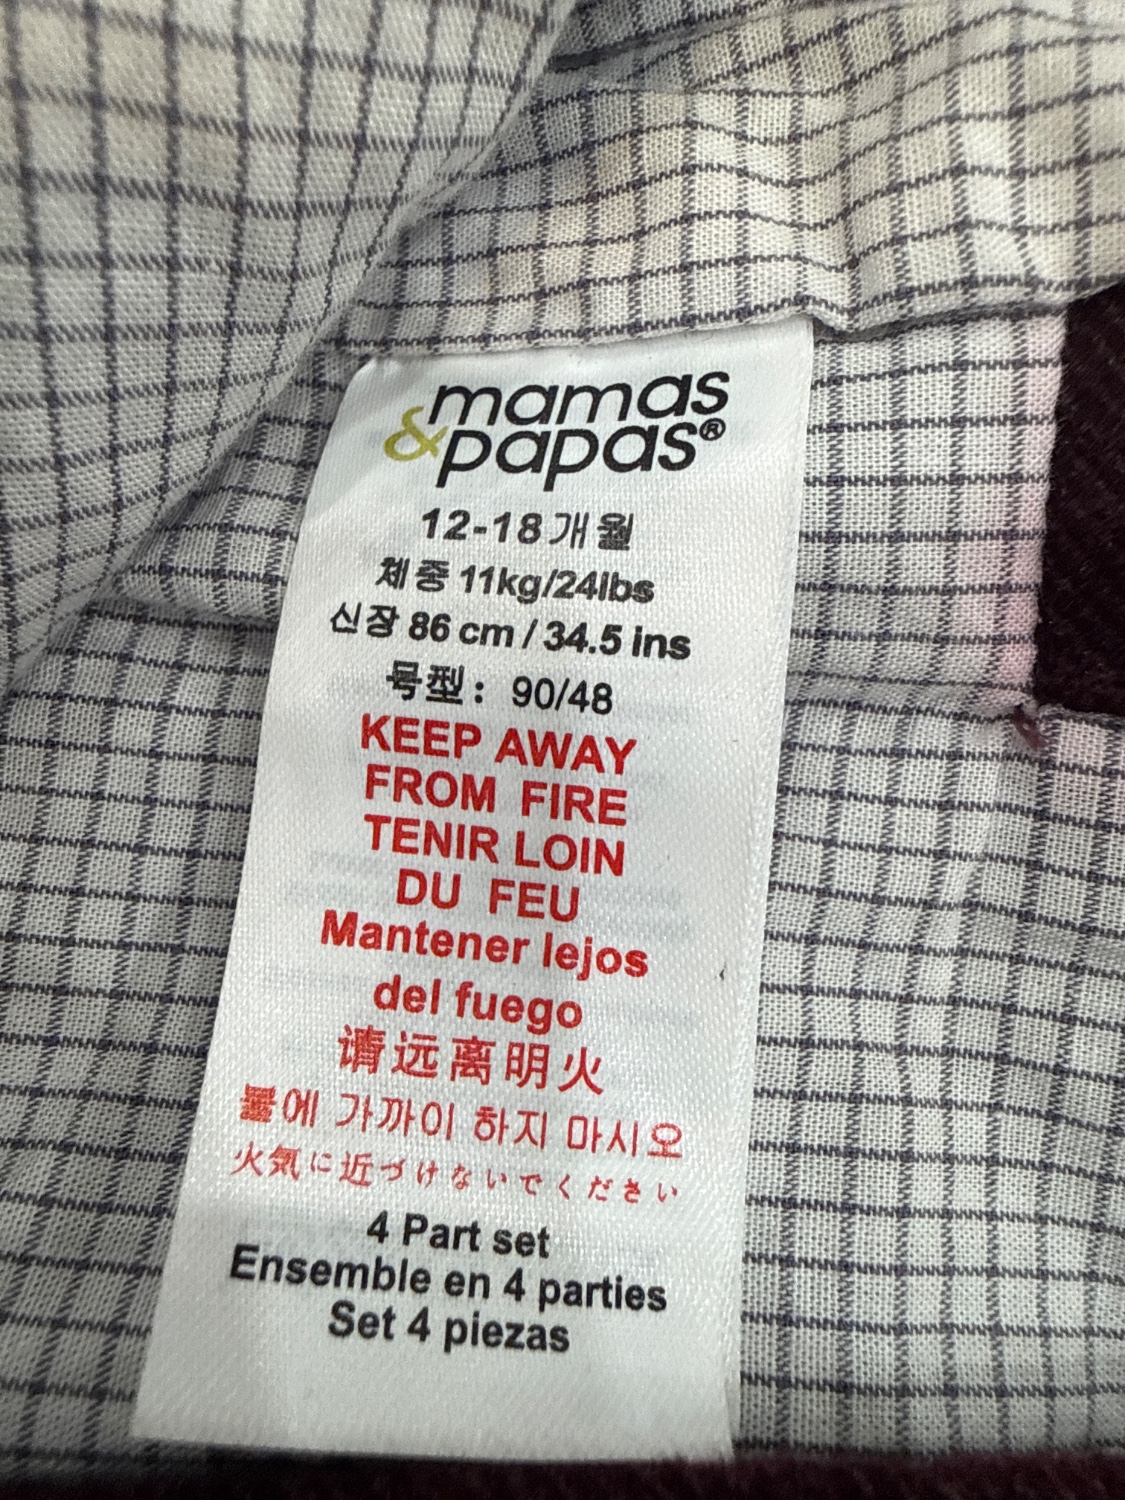 mamas
&papas®
12-18개월
체중 11kg/24lbs
신장 86 cm / 34.5 ins
号型: 90/48
KEEP AWAY
FROM FIRE
TENIR LOIN
DU FEU
Mantener lejos
del fuego
请远离明火
불에 가까이 하지 마시오
火気に近づけないでください
4 Part set
Ensemble en 4 parties
Set 4 piezas